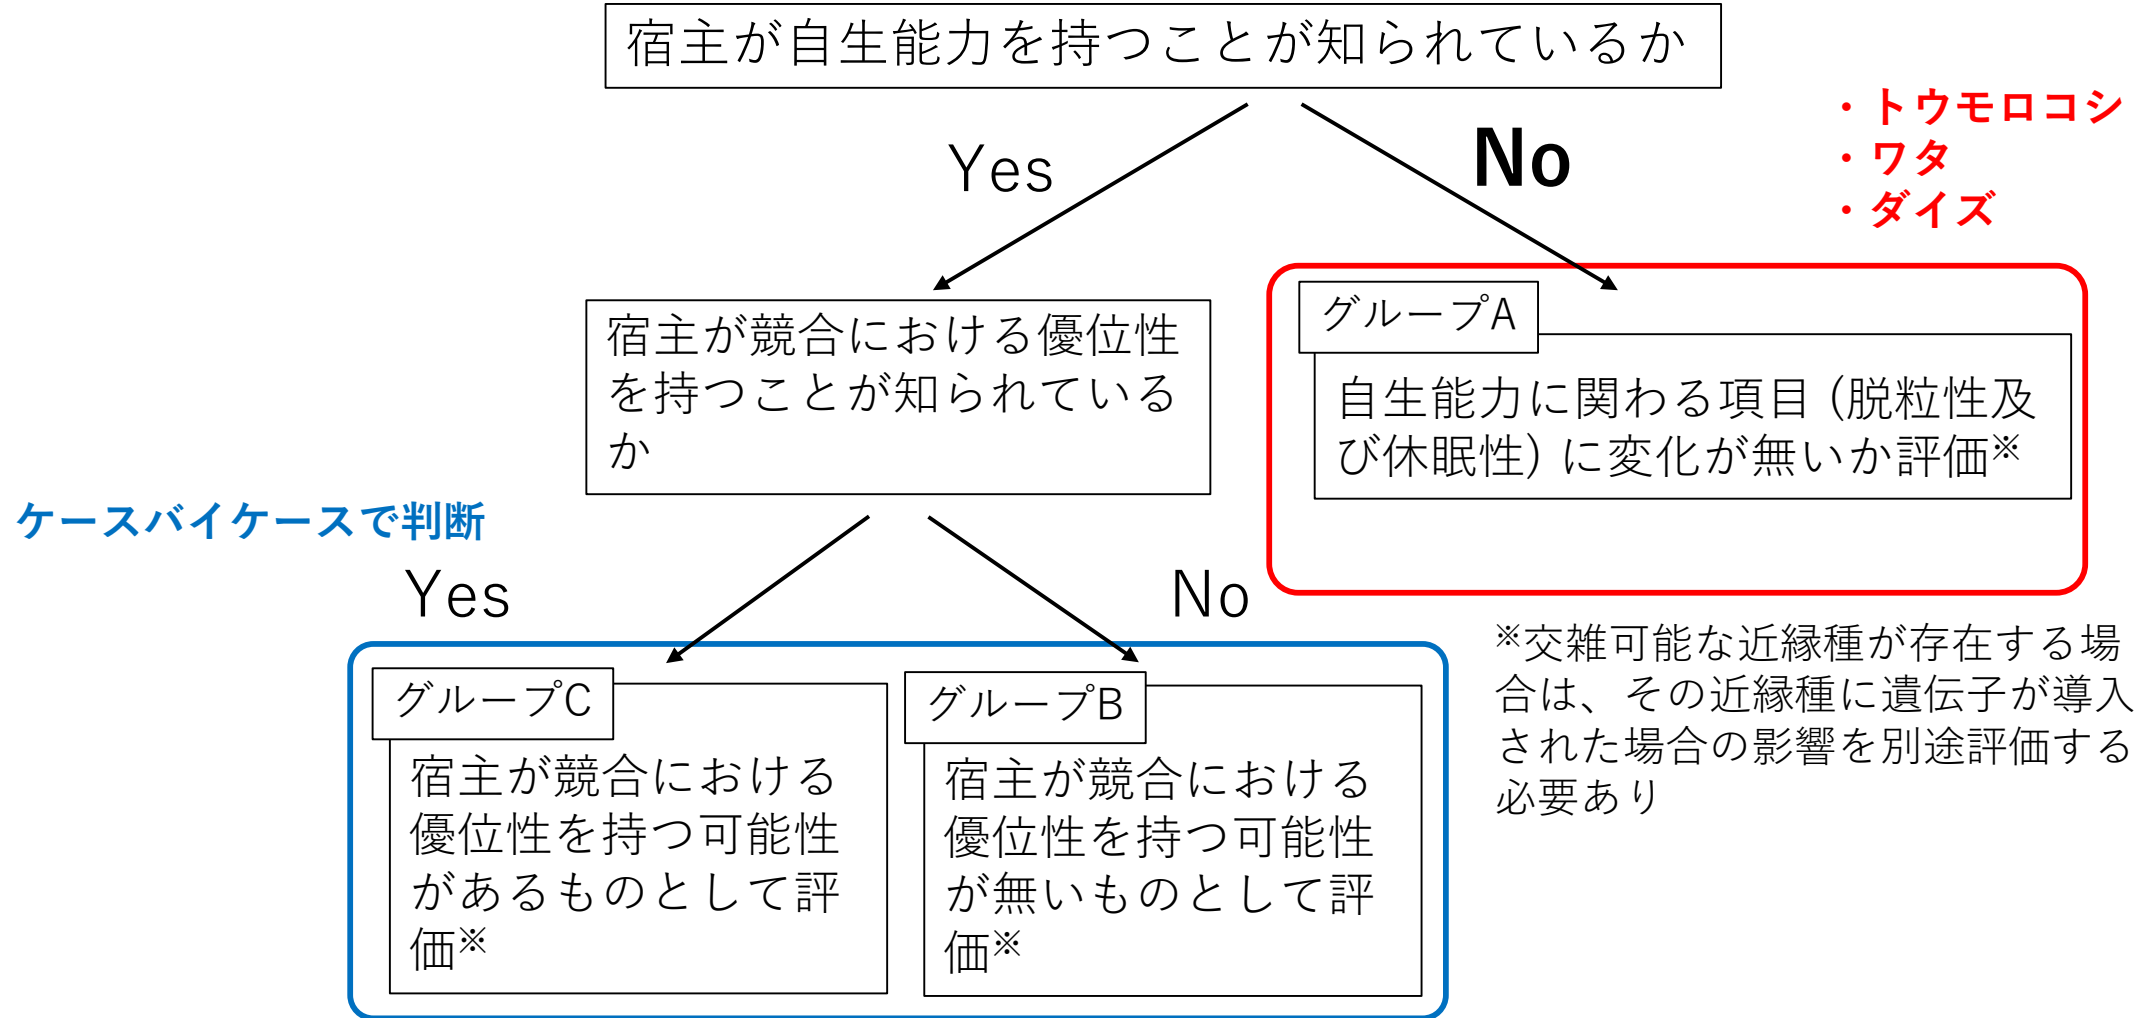 宿主が自生能力を持つことが知られているか
Yes
No
・トウモロコシ
・ワタ
・ダイズ
宿主が競合における優位性
を持つことが知られている
か
グループA
自生能力に関わる項目 (脱粒性及
び休眠性) に変化が無いか評価※
ケースバイケースで判断
Yes
No
※交雑可能な近縁種が存在する場
合は、その近縁種に遺伝子が導入
された場合の影響を別途評価する
必要あり
グループC
宿主が競合における
優位性を持つ可能性
があるものとして評
価※
グループB
宿主が競合における
優位性を持つ可能性
が無いものとして評
価※